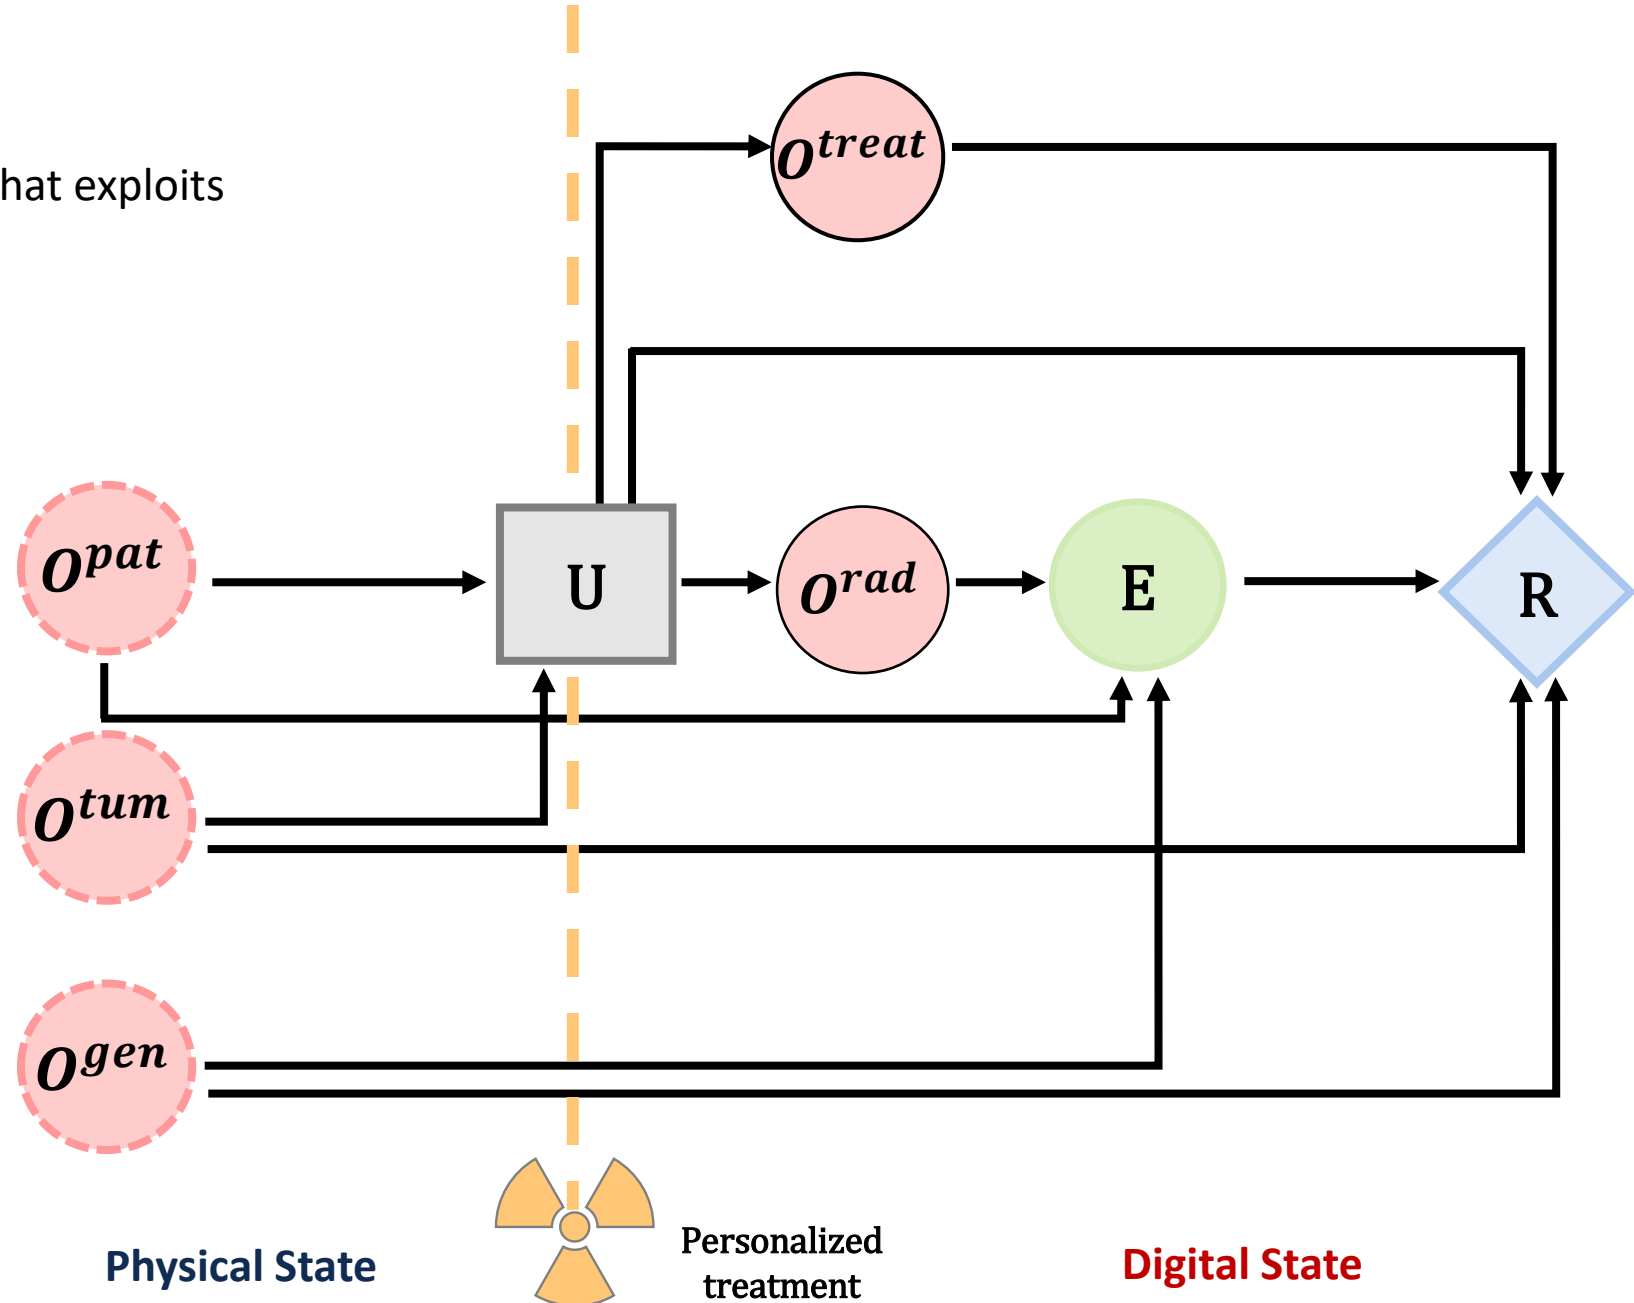 O^treat
hat exploits
O^pat
U
O^rad
E
R
O^tum
O^gen
Personalized
treatment
Physical State
Digital State